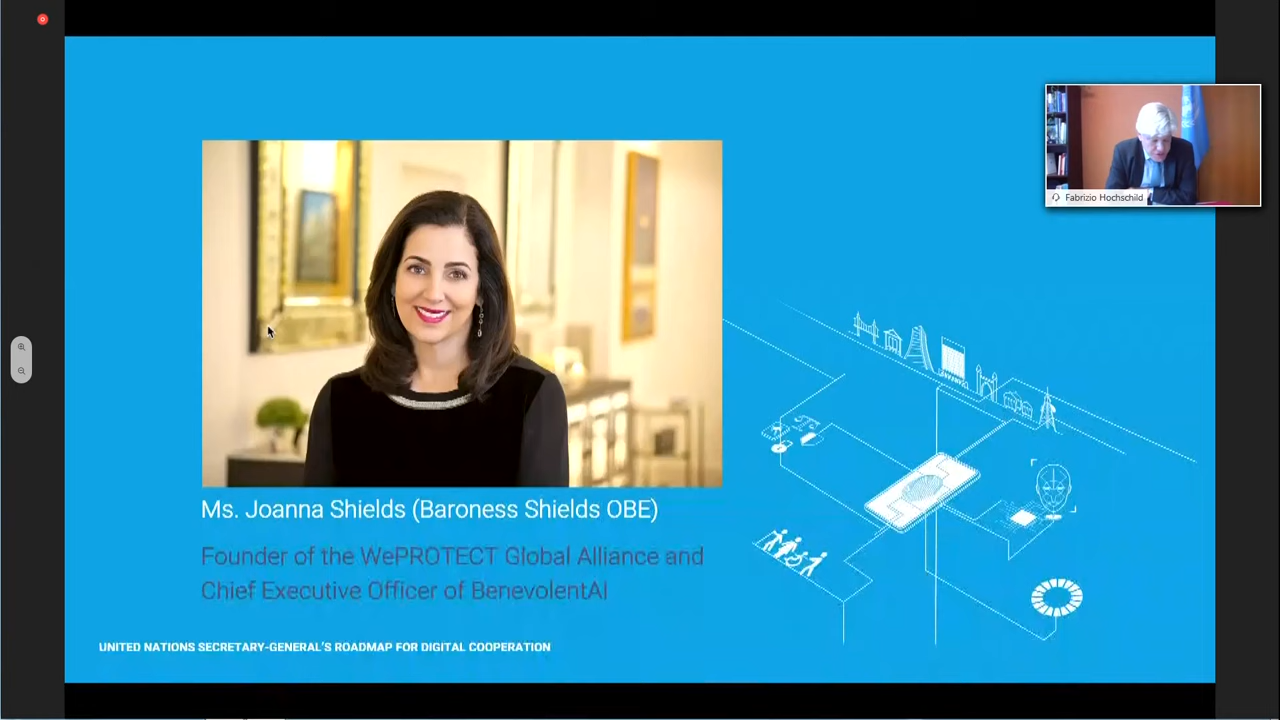 Fabrizio Hochschild
Ms. Joanna Shields (Baroness Shields OBE)
Founder of the WePROTECT Global Alliance and
Chief Executive Officer of BenevolentAI
UNITED NATIONS SECRETARY-GENERAL'S ROADMAP FOR DIGITAL COOPERATION